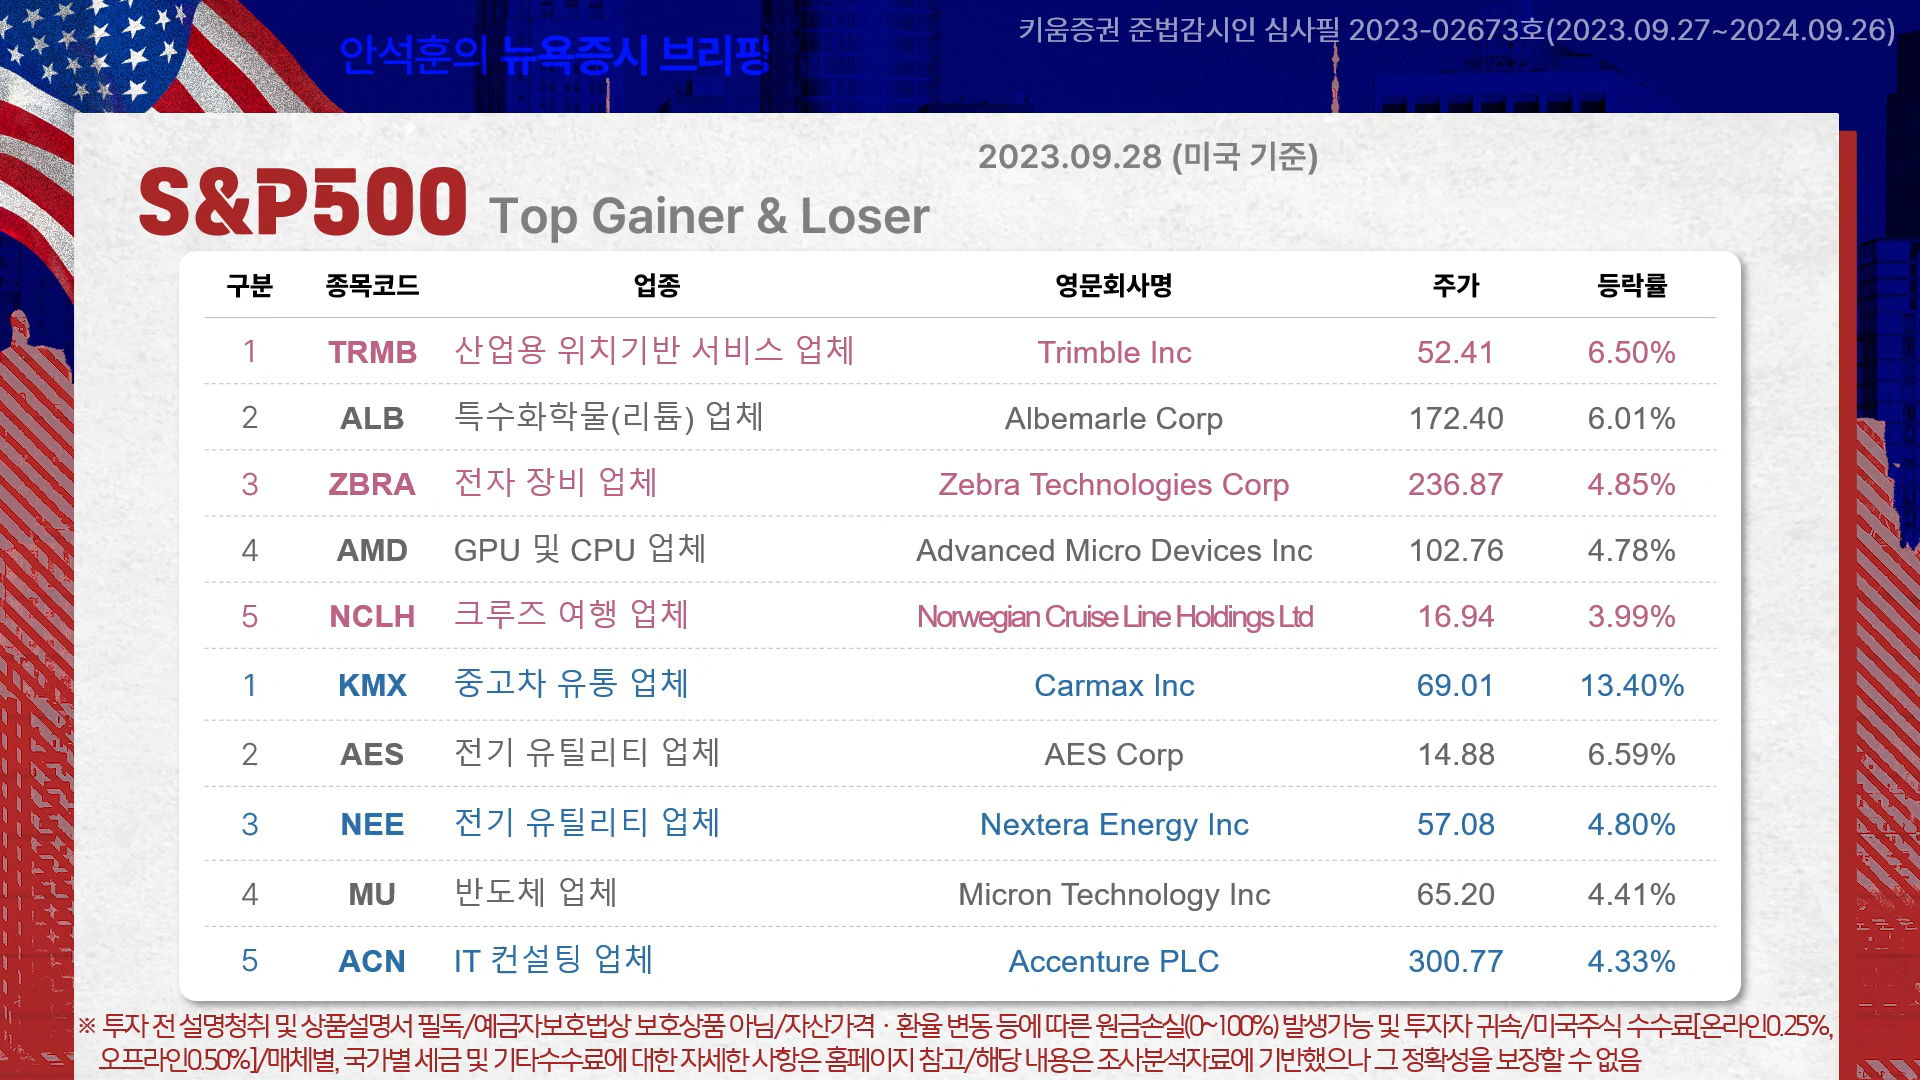 안석훈의 뉴욕증시 브리핑
키움증권 준법감시인 심사필 2023-02673호(2023.09.27~2024.09.26)
2023.09.28 (미국 기준)
S&P500 Top Gainer & Loser
구분 종목코드 업종 영문회사명 주가 등락률
1 TRMB 산업용 위치기반 서비스 업체 Trimble Inc 52.41 6.50%
2 ALB 특수화학물(리튬) 업체 Albemarle Corp 172.40 6.01%
3 ZBRA 전자 장비 업체 Zebra Technologies Corp 236.87 4.85%
4 AMD GPU 및 CPU 업체 Advanced Micro Devices Inc 102.76 4.78%
5 NCLH 크루즈 여행 업체 Norwegian Cruise Line Holdings Ltd 16.94 3.99%
1 KMX 중고차 유통 업체 Carmax Inc 69.01 13.40%
2 AES 전기 유틸리티 업체 AES Corp 14.88 6.59%
3 NEE 전기 유틸리티 업체 Nextera Energy Inc 57.08 4.80%
4 MU 반도체 업체 Micron Technology Inc 65.20 4.41%
5 ACN IT 컨설팅 업체 Accenture PLC 300.77 4.33%
※ 투자 전 설명청취 및 상품설명서 필독/예금자보호법상 보호상품 아님/자산가격 · 환율 변동 등에 따른 원금손실(0~100%) 발생가능 및 투자자 귀속/미국주식 수수료[온라인0.25%,
오프라인0.50%]/매체별, 국가별 세금 및 기타수수료에 대한 자세한 사항은 홈페이지 참고/해당 내용은 조사분석자료에 기반했으나 그 정확성을 보장할 수 없음